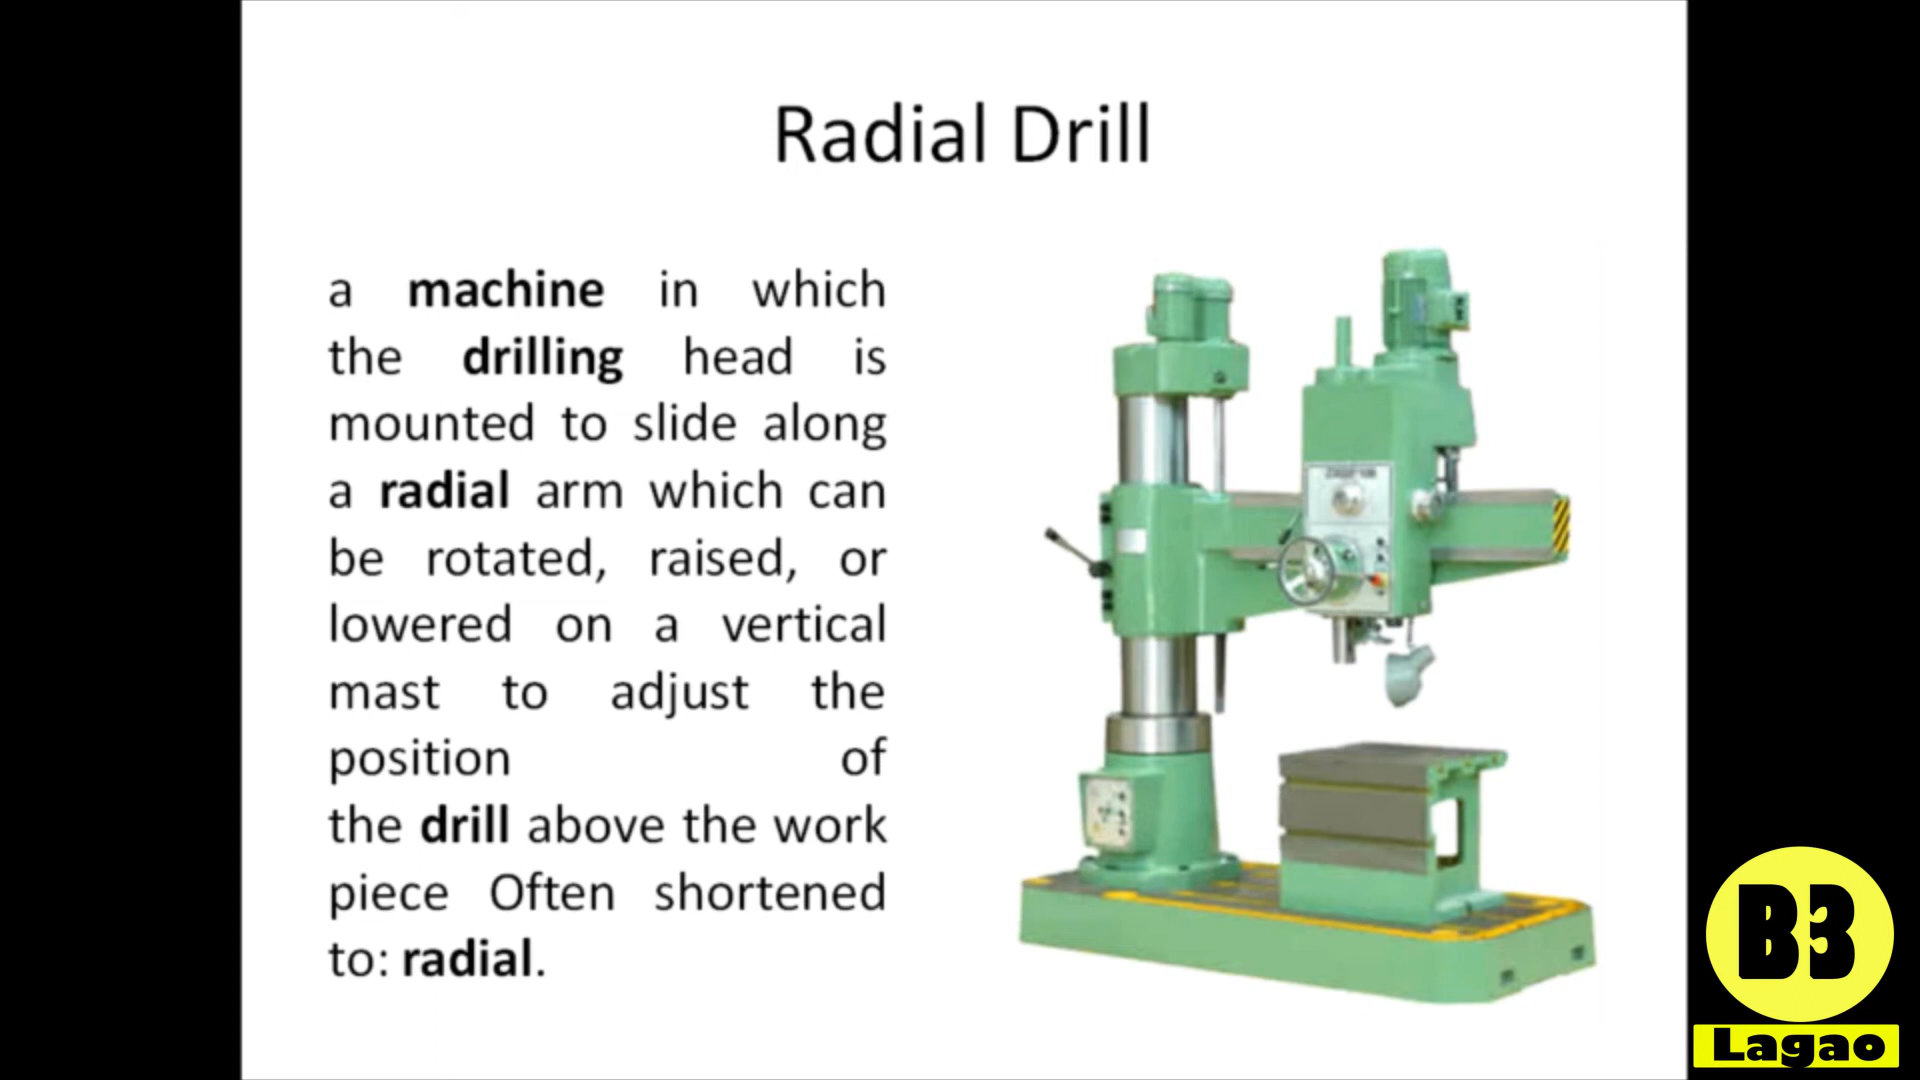 Radial Drill
a machine in which
the drilling head is
mounted to slide along
a radial arm which can
be rotated, raised, or
lowered on a vertical
mast to adjust the
position of
the drill above the work
piece Often shortened
to: radial.
B3
Lagao